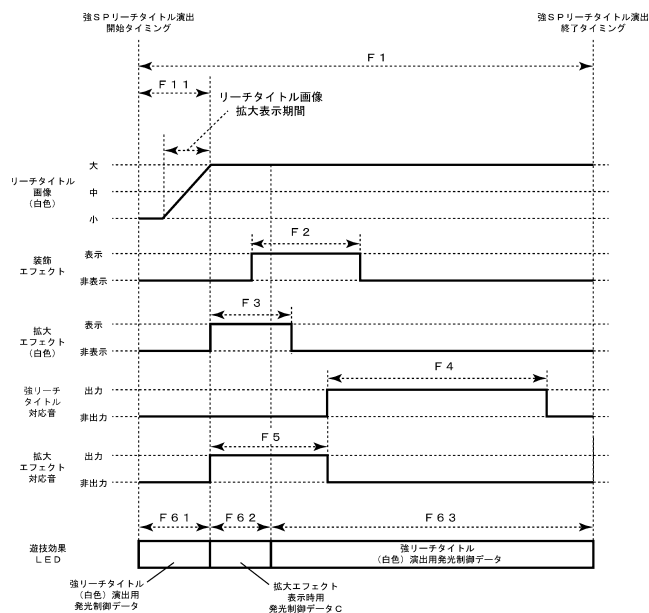 強ＳＰリーチタイトル演出
開始タイミング
強ＳＰリーチタイトル演出
終了タイミング
Ｆ１
Ｆ１１
リーチタイトル画像
拡大表示期間
リーチタイトル
画像
（白色）
大
中
小
Ｆ２
装飾
エフェクト
表示
非表示
Ｆ３
拡大
エフェクト
（白色）
表示
非表示
Ｆ４
強リーチ
タイトル
対応音
出力
非出力
Ｆ５
拡大
エフェクト
対応音
出力
非出力
Ｆ６１
Ｆ６２
Ｆ６３
遊技効果
ＬＥＤ
強リーチタイトル
（白色）演出用発光制御データ
強リーチタイトル
（白色）演出用
発光制御データ
拡大エフェクト
表示時用
発光制御データＣ